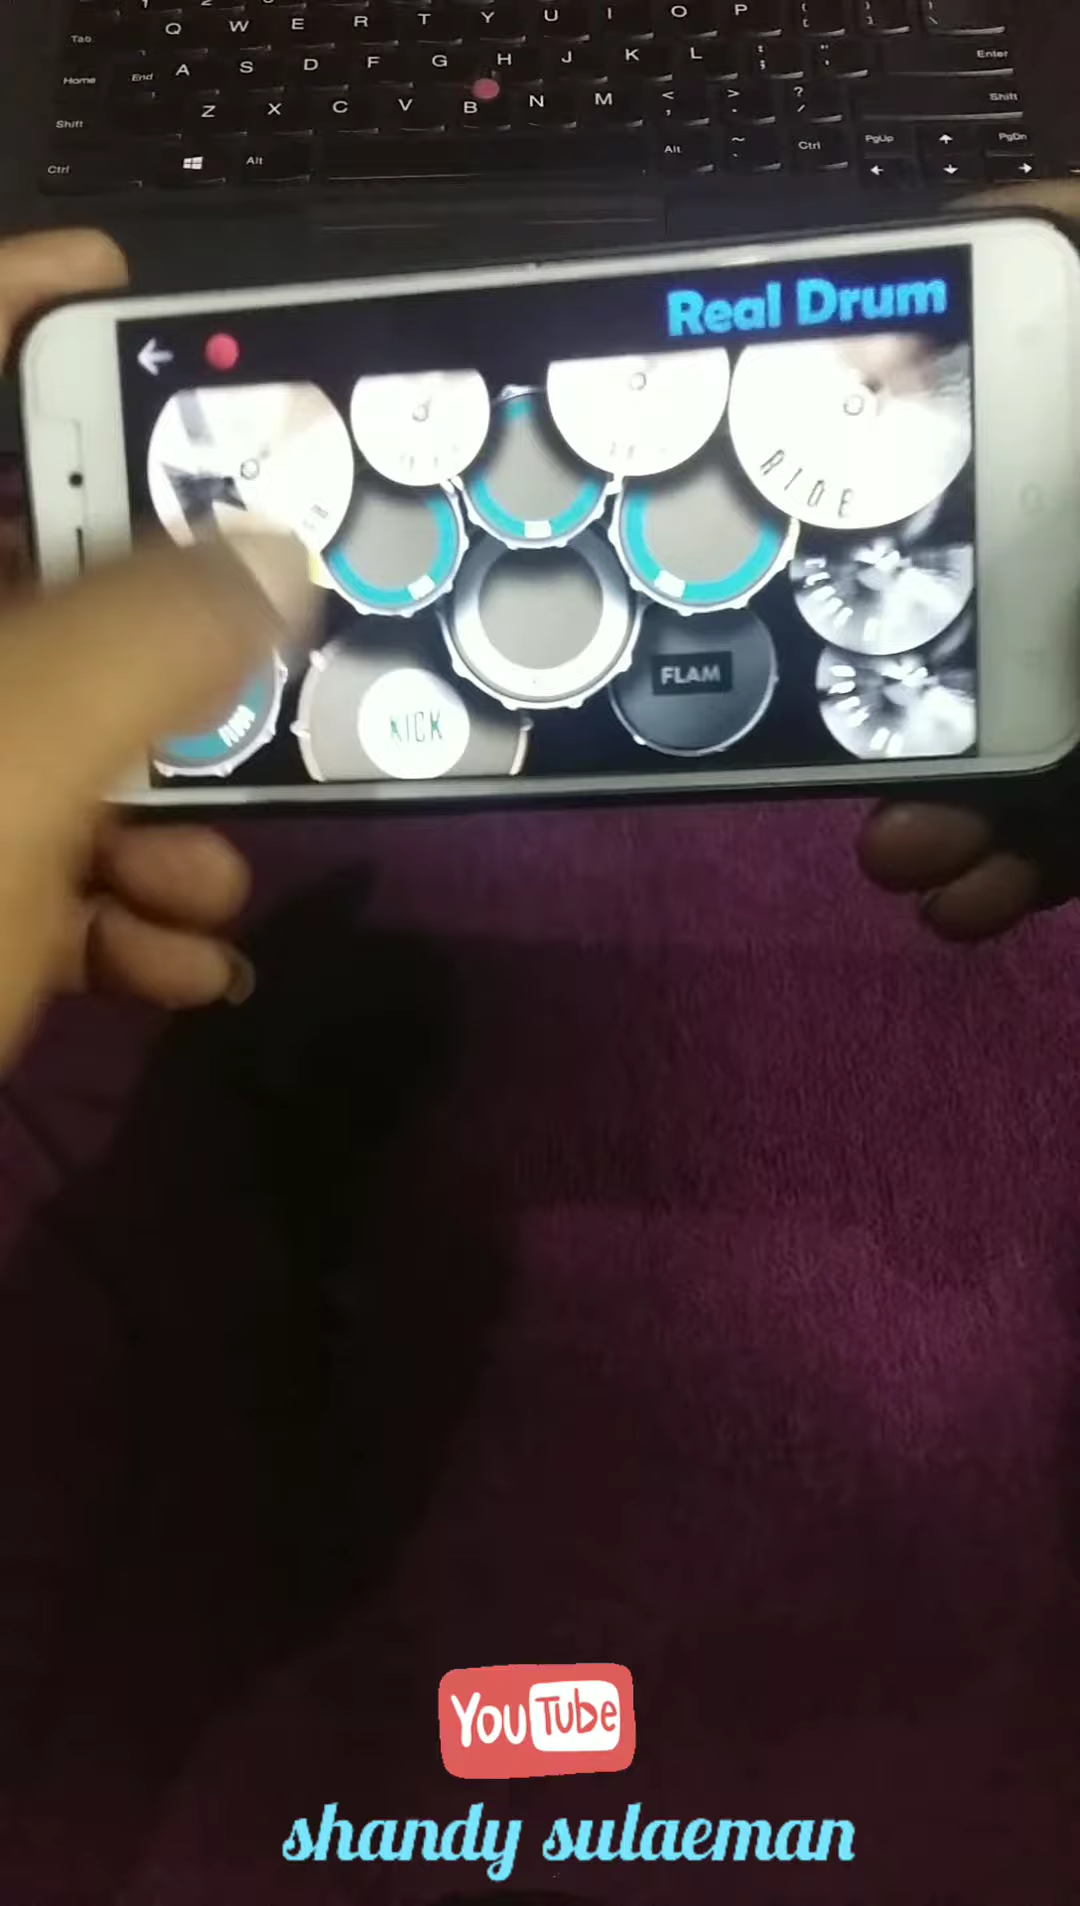 Q W E R T Y U I O P { [ } ] | \
Tab
Home End A S D F G H J K L : ; " ' Enter
Shift Z X C V B N M < , > . ? / Shift
Ctrl Alt Alt ~ Ctrl PgUp PgDn
Real Drum
RIDE
FLAM
KICK
YouTube
shandy sulaeman